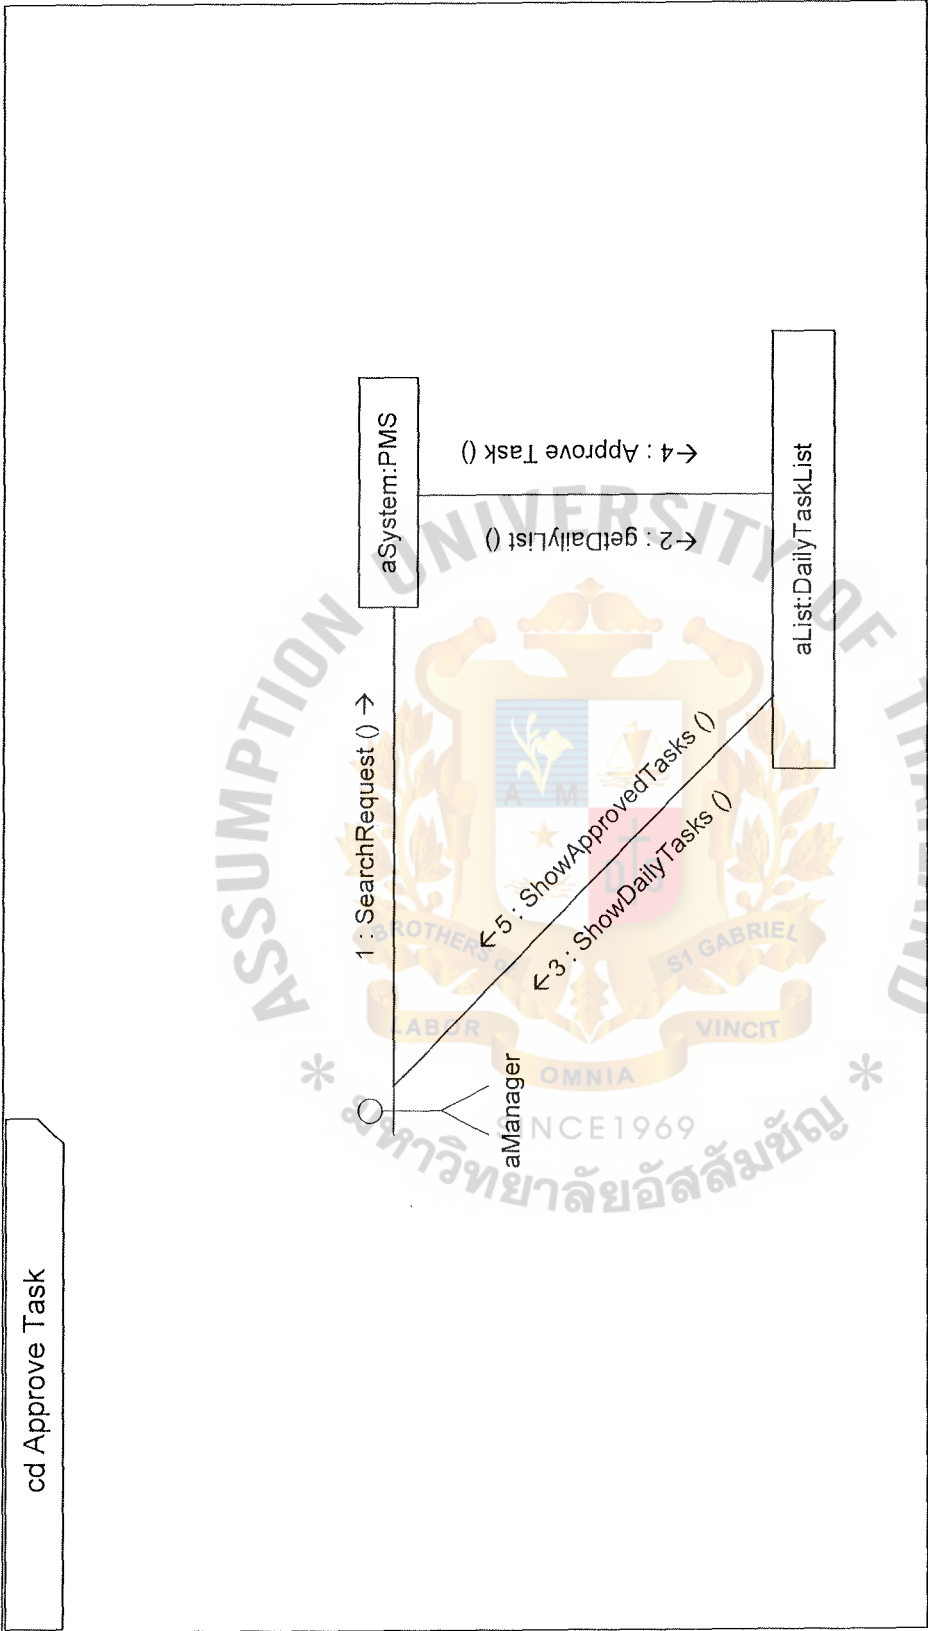 cd Approve Task
1 : SearchRequest () →
aSystem:PMS
←2 : getDailyList ()
←4 : Approve Task ()
←5 : ShowApprovedTasks ()
←3 : ShowDailyTasks ()
aManager
aList:DailyTaskList
ASSUMPTION UNIVERSITY OF THAILAND
A M
D S
BROTHERS of
S1 GABRIEL
LABOR
OMNIA
VINCIT
SINCE1969
* มหาวิทยาลัยอัสสัมชัญ *